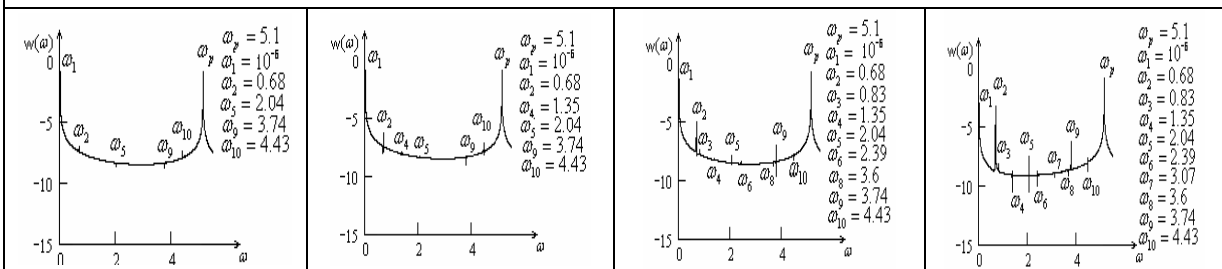 w(ω)
0
−5
−10
−15
0 2 4 ω
ω₁
ω₂
ω₅
ω₉
ω₁₀
ωₚ
ωₚ = 5.1
ω₁ = 10⁻⁶
ω₂ = 0.68
ω₅ = 2.04
ω₉ = 3.74
ω₁₀ = 4.43
w(ω)
0
−5
−10
−15
0 2 4 ω
ω₁
ω₂
ω₄
ω₅
ω₉
ω₁₀
ωₚ
ωₚ = 5.1
ω₁ = 10⁻⁶
ω₂ = 0.68
ω₄ = 1.35
ω₅ = 2.04
ω₉ = 3.74
ω₁₀ = 4.43
w(ω)
0
−5
−10
−15
0 2 4 ω
ω₁
ω₂
ω₃
ω₄
ω₅
ω₆
ω₈
ω₉
ω₁₀
ωₚ
ωₚ = 5.1
ω₁ = 10⁻⁶
ω₂ = 0.68
ω₃ = 0.83
ω₄ = 1.35
ω₅ = 2.04
ω₆ = 2.39
ω₈ = 3.6
ω₉ = 3.74
ω₁₀ = 4.43
w(ω)
0
−5
−10
−15
0 2 4 ω
ω₁
ω₂
ω₃
ω₄
ω₅
ω₆
ω₇
ω₈
ω₉
ω₁₀
ωₚ
ωₚ = 5.1
ω₁ = 10⁻⁶
ω₂ = 0.68
ω₃ = 0.83
ω₄ = 1.35
ω₅ = 2.04
ω₆ = 2.39
ω₇ = 3.07
ω₈ = 3.6
ω₉ = 3.74
ω₁₀ = 4.43